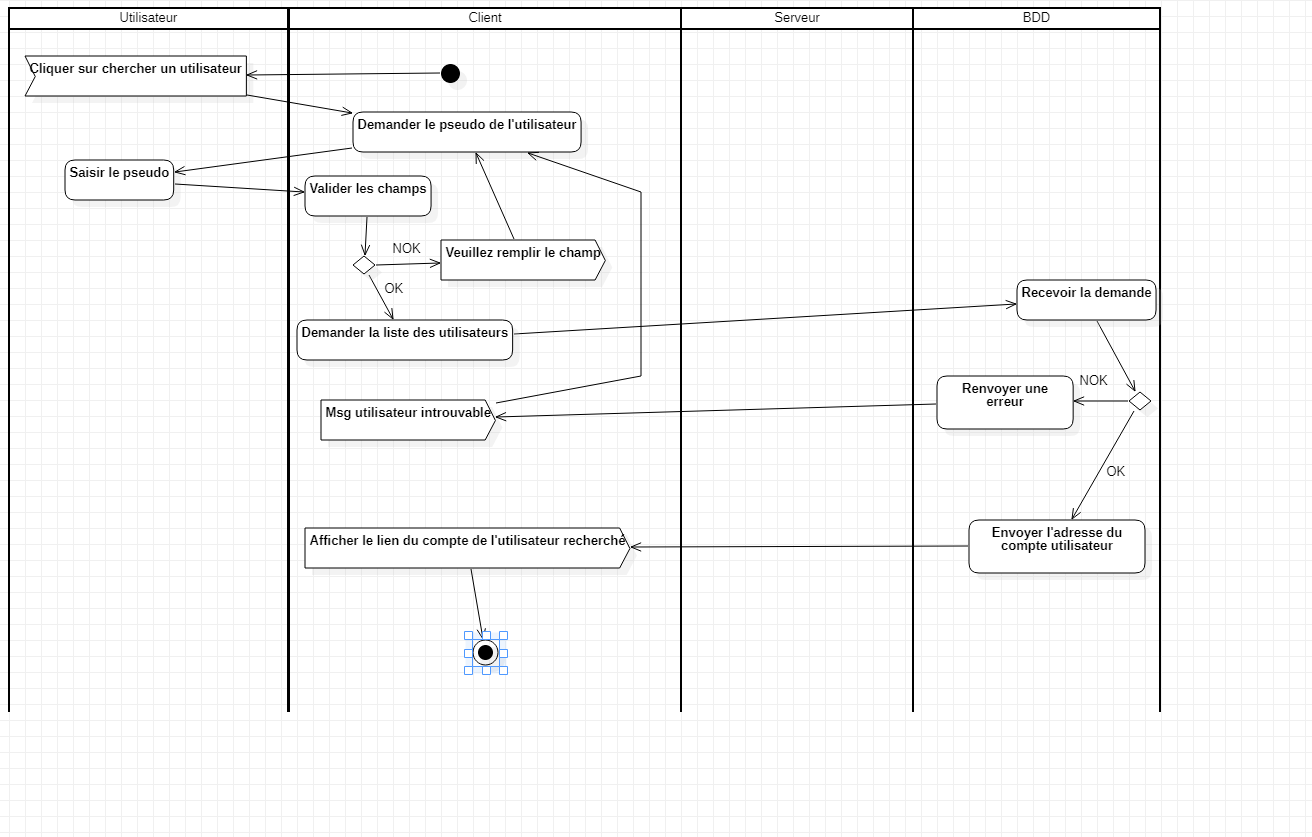 Utilisateur
Client
Serveur
BDD
Cliquer sur chercher un utilisateur
Demander le pseudo de l'utilisateur
Saisir le pseudo
Valider les champs
NOK
Veuillez remplir le champ
OK
Recevoir la demande
Demander la liste des utilisateurs
NOK
Renvoyer une
erreur
Msg utilisateur introuvable
OK
Envoyer l'adresse du
compte utilisateur
Afficher le lien du compte de l'utilisateur recherché